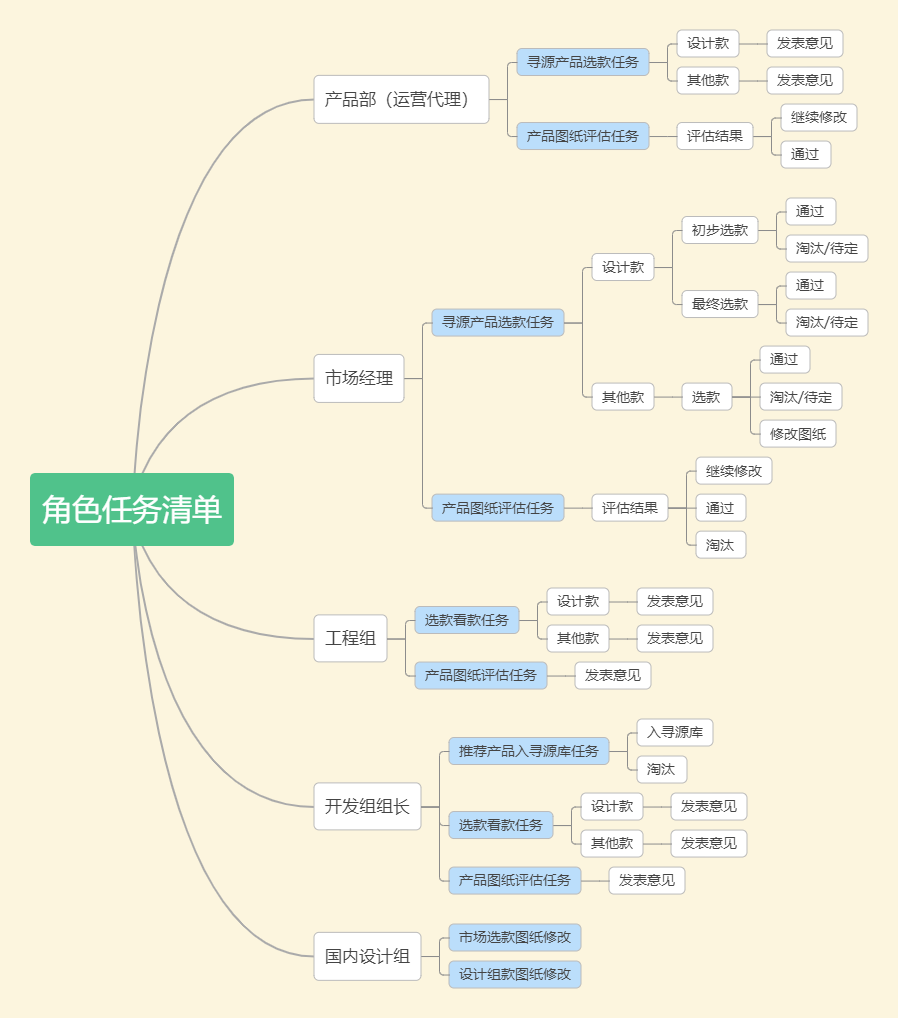 角色任务清单
产品部（运营代理）
寻源产品选款任务
设计款
发表意见
其他款
发表意见
产品图纸评估任务
评估结果
继续修改
通过
市场经理
寻源产品选款任务
设计款
初步选款
通过
淘汰/待定
最终选款
通过
淘汰/待定
其他款
选款
通过
淘汰/待定
修改图纸
产品图纸评估任务
评估结果
继续修改
通过
淘汰
工程组
选款看款任务
设计款
发表意见
其他款
发表意见
产品图纸评估任务
发表意见
开发组组长
推荐产品入寻源库任务
入寻源库
淘汰
选款看款任务
设计款
发表意见
其他款
发表意见
产品图纸评估任务
发表意见
国内设计组
市场选款图纸修改
设计组款图纸修改